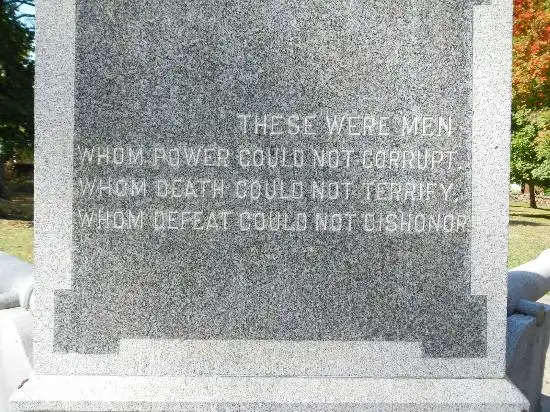 THESE WERE MEN
WHOM POWER COULD NOT CORRUPT,
WHOM DEATH COULD NOT TERRIFY,
WHOM DEFEAT COULD NOT DISHONOR